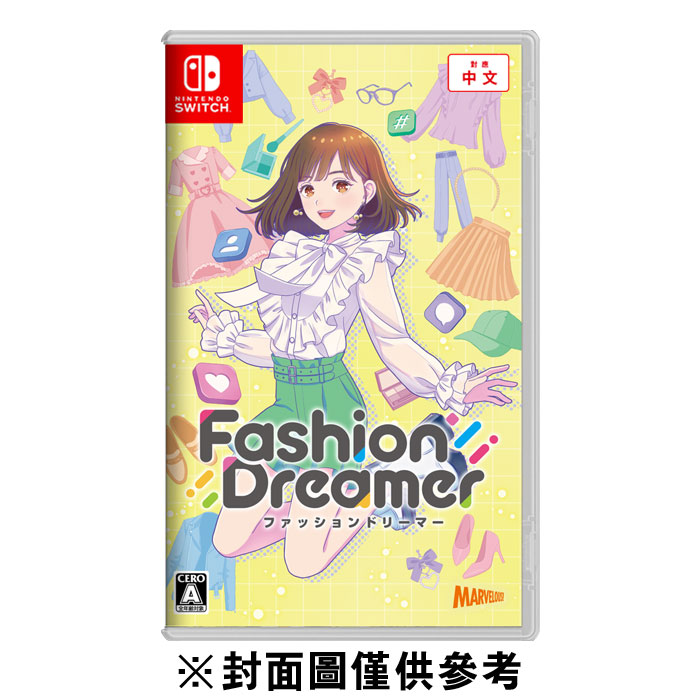 NINTENDO
SWITCH
對應
中文
#
Fashion
Dreamer
ファッションドリーマー
CERO
A
全年齢対象
MARVELOUS!
※封面圖僅供參考